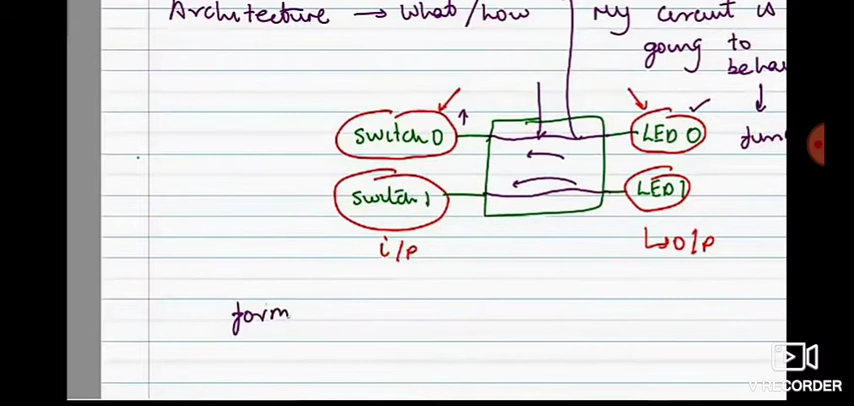 Architecture → What/how
My circuit is
going to
behav
Switch 0
LED 0
func
Switch 1
LED 1
i/p
↳ O/P
form
V RECORDER